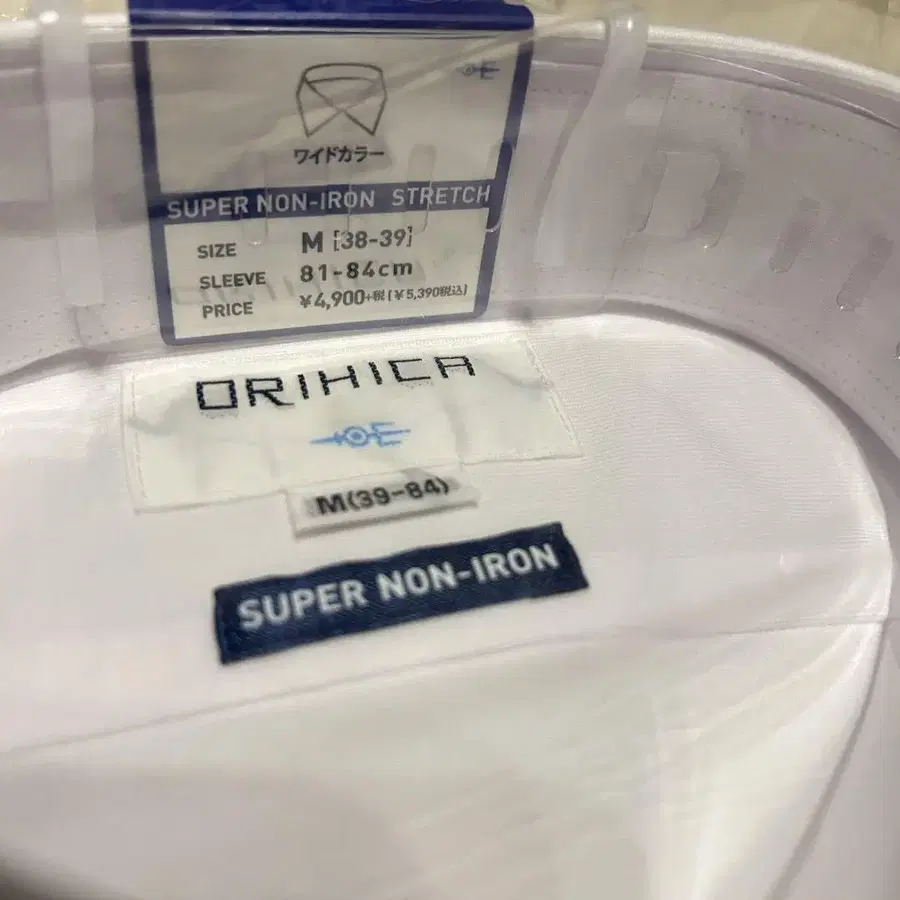 ワイドカラー
SUPER NON-IRON STRETCH
SIZE M [38-39]
SLEEVE 81-84cm
PRICE ¥4,900+税 [¥5,390税込]
ORIHICA
M(39-84)
SUPER NON-IRON